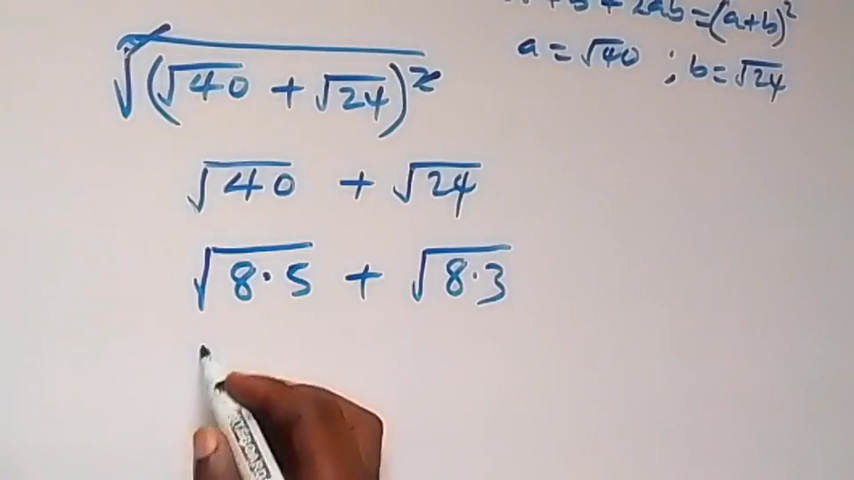 + b + 2ab = (a+b)²
a = √40 ; b = √24
√(√40 + √24)²
√40 + √24
√8·5 + √8·3